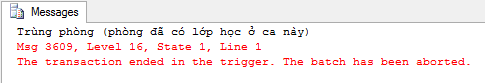 Messages
Trùng phòng (phòng đã có lớp học ở ca này)
Msg 3609, Level 16, State 1, Line 1
The transaction ended in the trigger. The batch has been aborted.